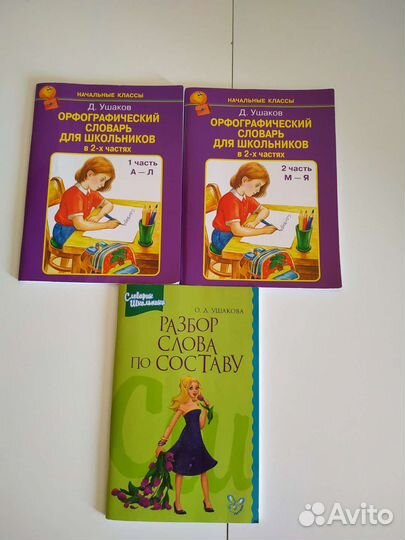 НАЧАЛЬНЫЕ КЛАССЫ
Д. Ушаков
ОРФОГРАФИЧЕСКИЙ
СЛОВАРЬ
ДЛЯ ШКОЛЬНИКОВ
в 2-х частях
1 часть
А – Л
НАЧАЛЬНЫЕ КЛАССЫ
Д. Ушаков
ОРФОГРАФИЧЕСКИЙ
СЛОВАРЬ
ДЛЯ ШКОЛЬНИКОВ
в 2-х частях
2 часть
М – Я
Словарик
Школьника
О. Д. УШАКОВА
РАЗБОР
СЛОВА
ПО СОСТАВУ
Avito